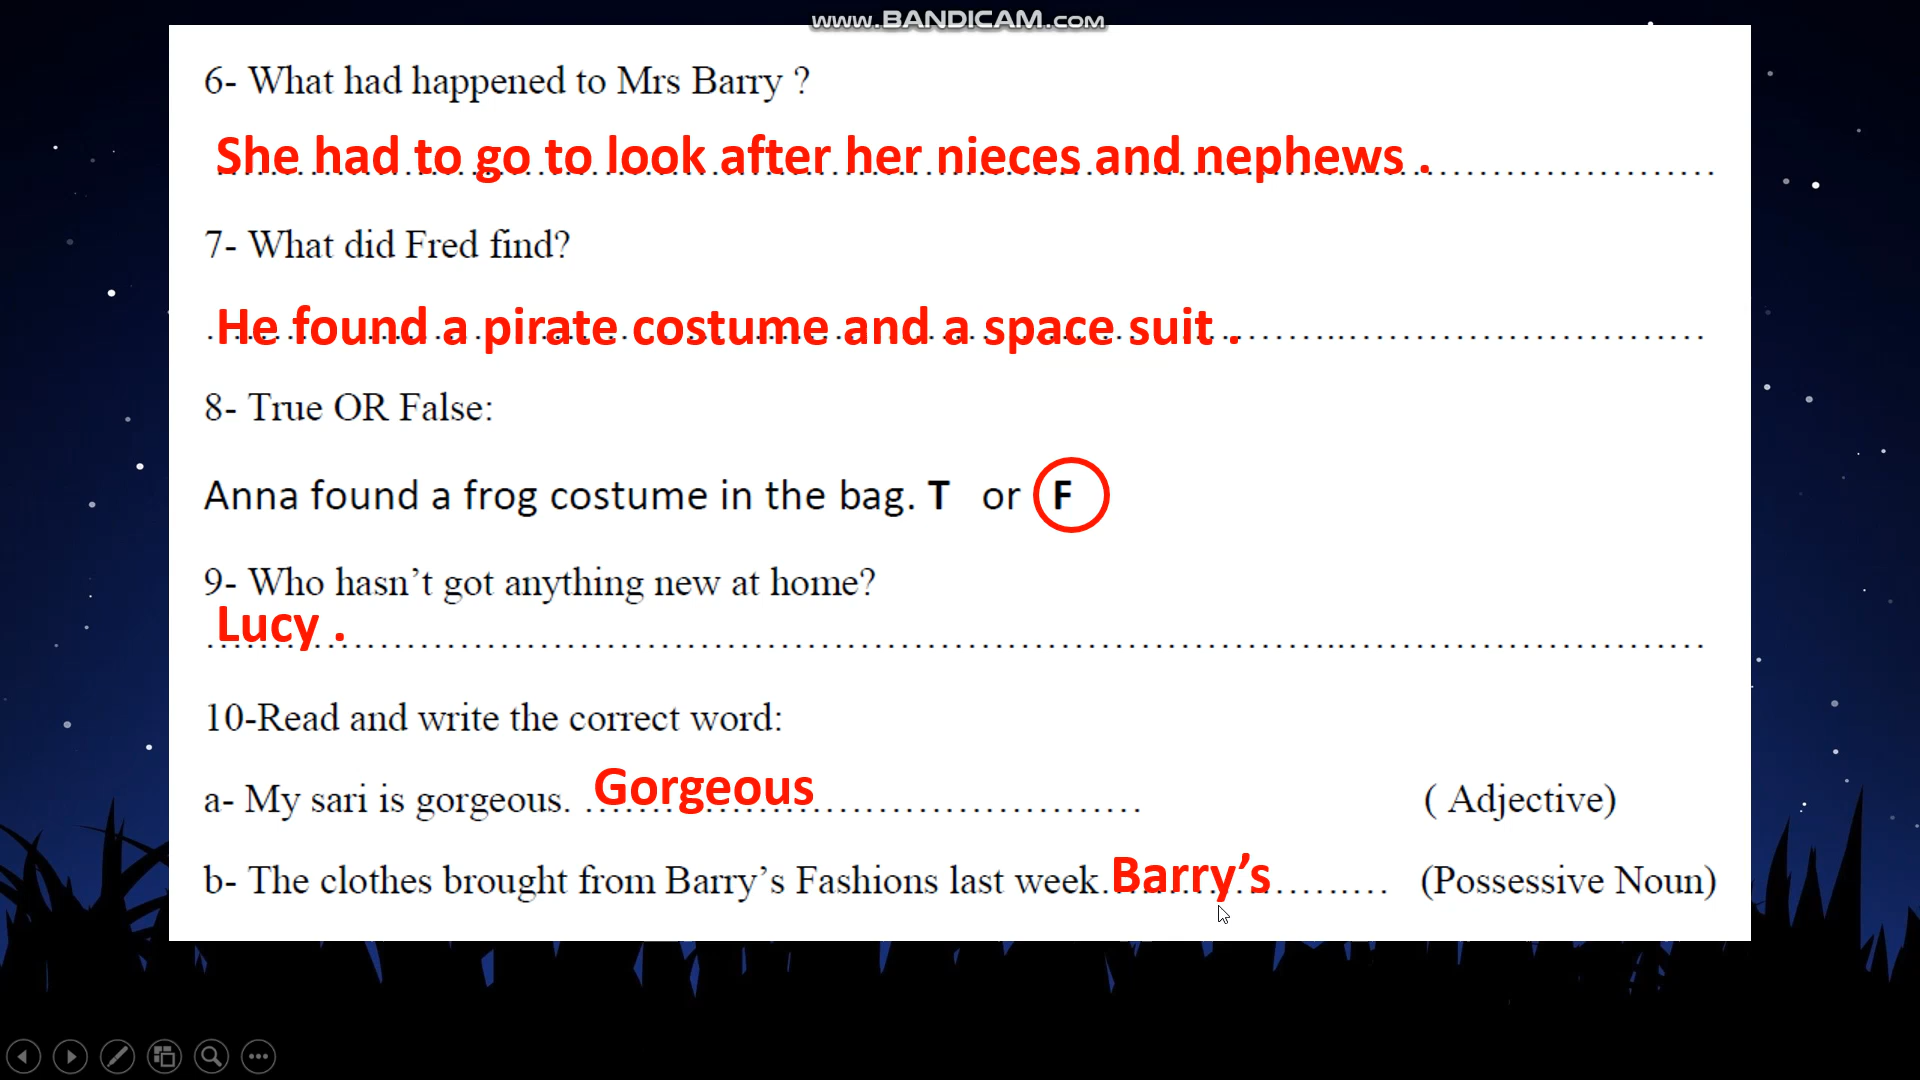 www.BANDICAM.com
6- What had happened to Mrs Barry ?
She had to go to look after her nieces and nephews .
7- What did Fred find?
He found a pirate costume and a space suit .
8- True OR False:
Anna found a frog costume in the bag. T or F
9- Who hasn’t got anything new at home?
Lucy .
10-Read and write the correct word:
a- My sari is gorgeous. Gorgeous ( Adjective)
b- The clothes brought from Barry’s Fashions last week. Barry’s (Possessive Noun)